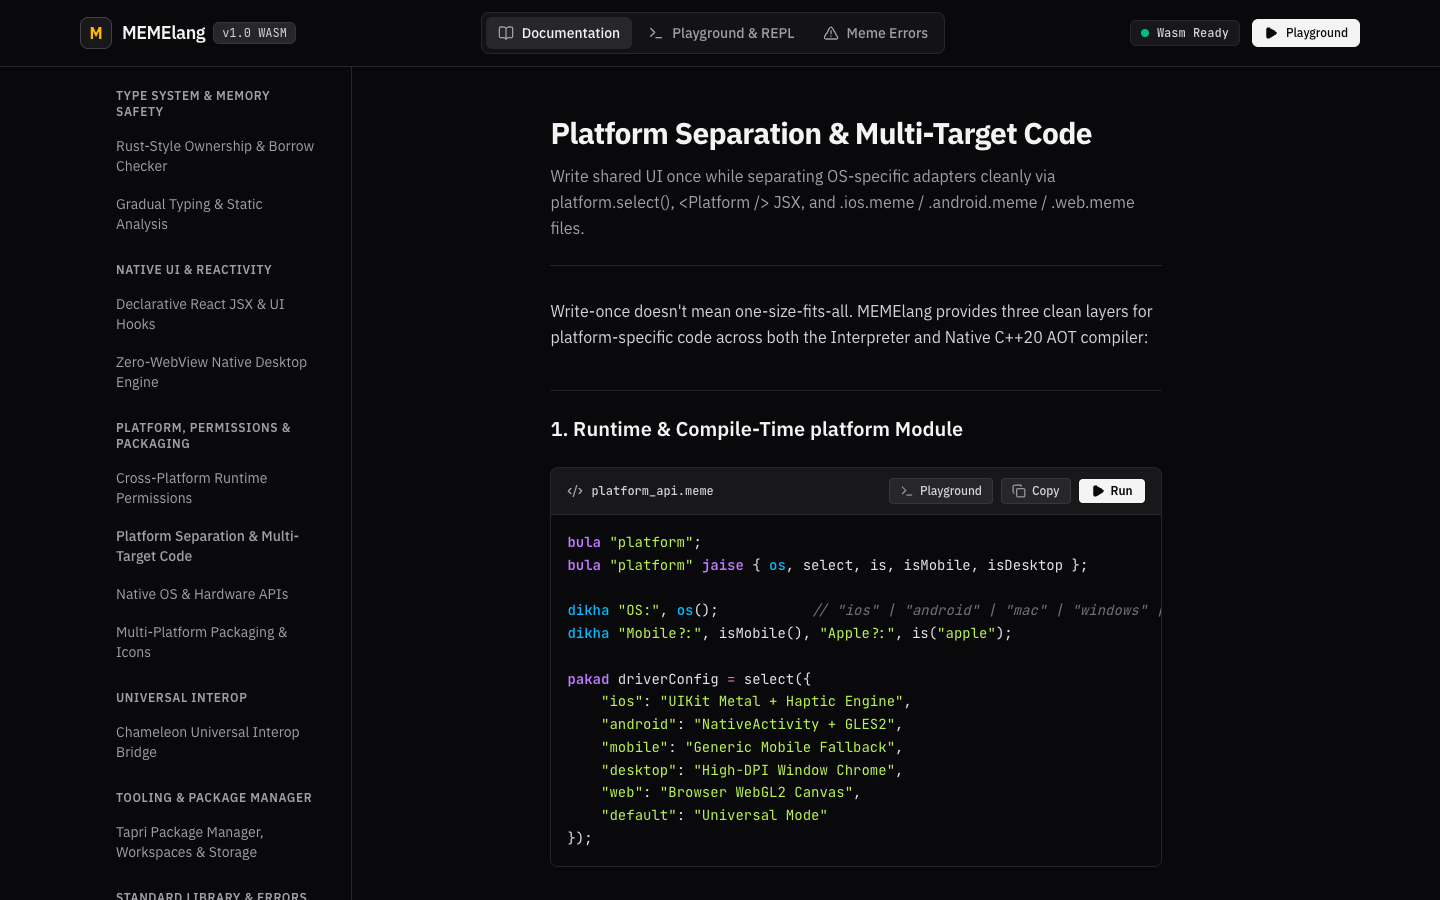 M MEMElang v1.0 WASM
Documentation
Playground & REPL
Meme Errors
Wasm Ready
Playground
TYPE SYSTEM & MEMORY
SAFETY
Rust-Style Ownership & Borrow
Checker
Gradual Typing & Static
Analysis
NATIVE UI & REACTIVITY
Declarative React JSX & UI
Hooks
Zero-WebView Native Desktop
Engine
PLATFORM, PERMISSIONS &
PACKAGING
Cross-Platform Runtime
Permissions
Platform Separation & Multi-
Target Code
Native OS & Hardware APIs
Multi-Platform Packaging &
Icons
UNIVERSAL INTEROP
Chameleon Universal Interop
Bridge
TOOLING & PACKAGE MANAGER
Tapri Package Manager,
Workspaces & Storage
STANDARD LIBRARY & ERRORS
Platform Separation & Multi-Target Code
Write shared UI once while separating OS-specific adapters cleanly via
platform.select(), <Platform /> JSX, and .ios.meme / .android.meme / .web.meme
files.
Write-once doesn't mean one-size-fits-all. MEMElang provides three clean layers for
platform-specific code across both the Interpreter and Native C++20 AOT compiler:
1. Runtime & Compile-Time platform Module
platform_api.meme
Playground
Copy
Run
bula "platform";
bula "platform" jaise { os, select, is, isMobile, isDesktop };
dikha "OS:", os(); // "ios" | "android" | "mac" | "windows" |
dikha "Mobile?:", isMobile(), "Apple?:", is("apple");
pakad driverConfig = select({
"ios": "UIKit Metal + Haptic Engine",
"android": "NativeActivity + GLES2",
"mobile": "Generic Mobile Fallback",
"desktop": "High-DPI Window Chrome",
"web": "Browser WebGL2 Canvas",
"default": "Universal Mode"
});